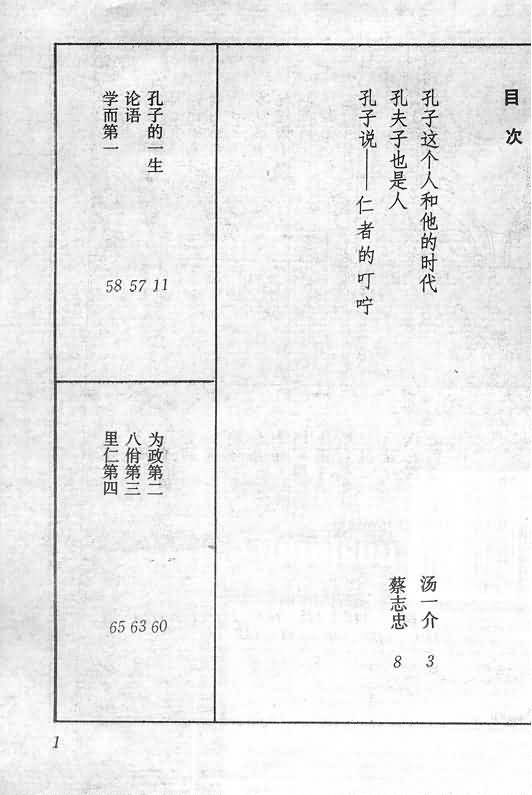 目次
孔子这个人和他的时代 汤一介 3
孔夫子也是人 蔡志忠 8
孔子说——仁者的叮咛
孔子的一生 11
论语 57
学而第一 58
为政第二 60
八佾第三 63
里仁第四 65
1